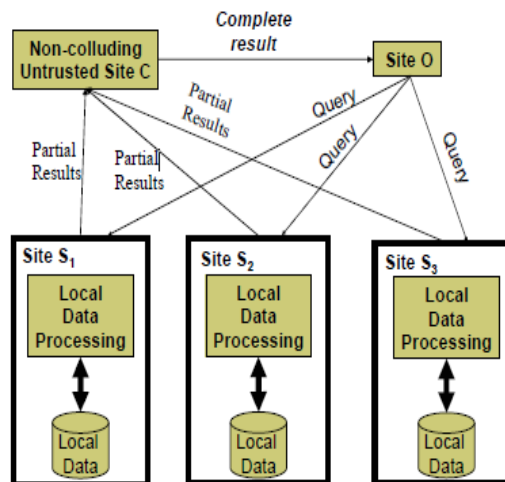 Complete
result
Non-colluding
Untrusted Site C
Site O
Partial
Results
Query
Query
Query
Partial
Results
Partial
Results
Site S1
Local
Data
Processing
Local
Data
Site S2
Local
Data
Processing
Local
Data
Site S3
Local
Data
Processing
Local
Data